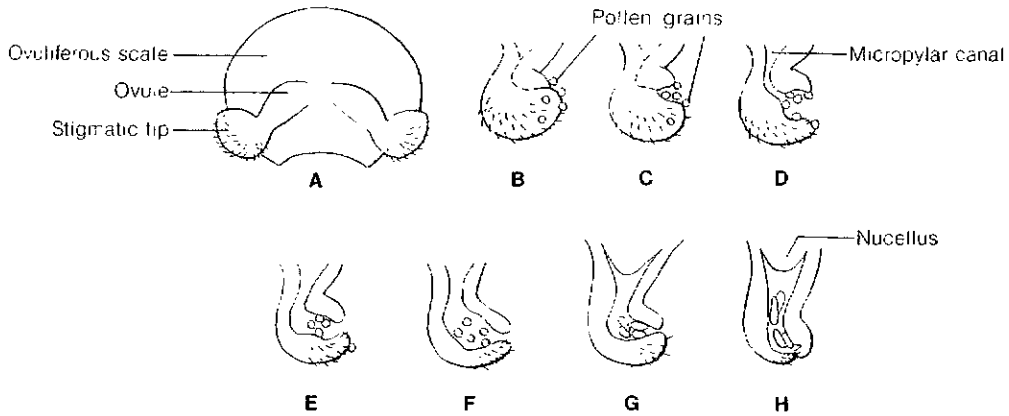 Pollen grains
Ovuliferous scale
Micropylar canal
Ovule
Stigmatic tip
A
B
C
D
Nucellus
E
F
G
H